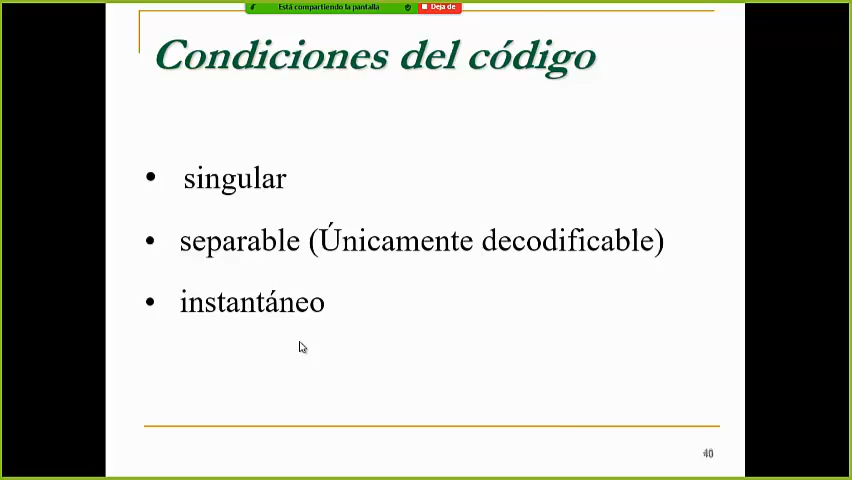 Está compartiendo la pantalla
Deja de
Condiciones del código
• singular
• separable (Únicamente decodificable)
• instantáneo
40